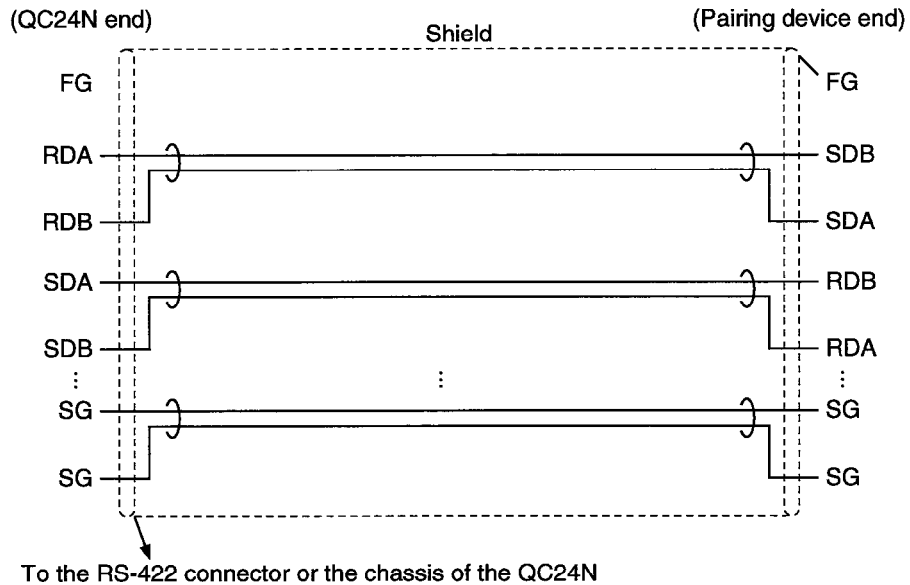 (QC24N end) (Pairing device end)
Shield
FG FG
RDA SDB
RDB SDA
SDA RDB
SDB RDA
⋮ ⋮ ⋮
SG SG
SG SG
To the RS-422 connector or the chassis of the QC24N